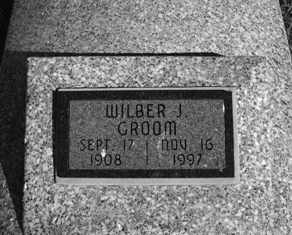 WILBER J.
GROOM
SEPT. 17 | NOV. 16
1908 | 1997